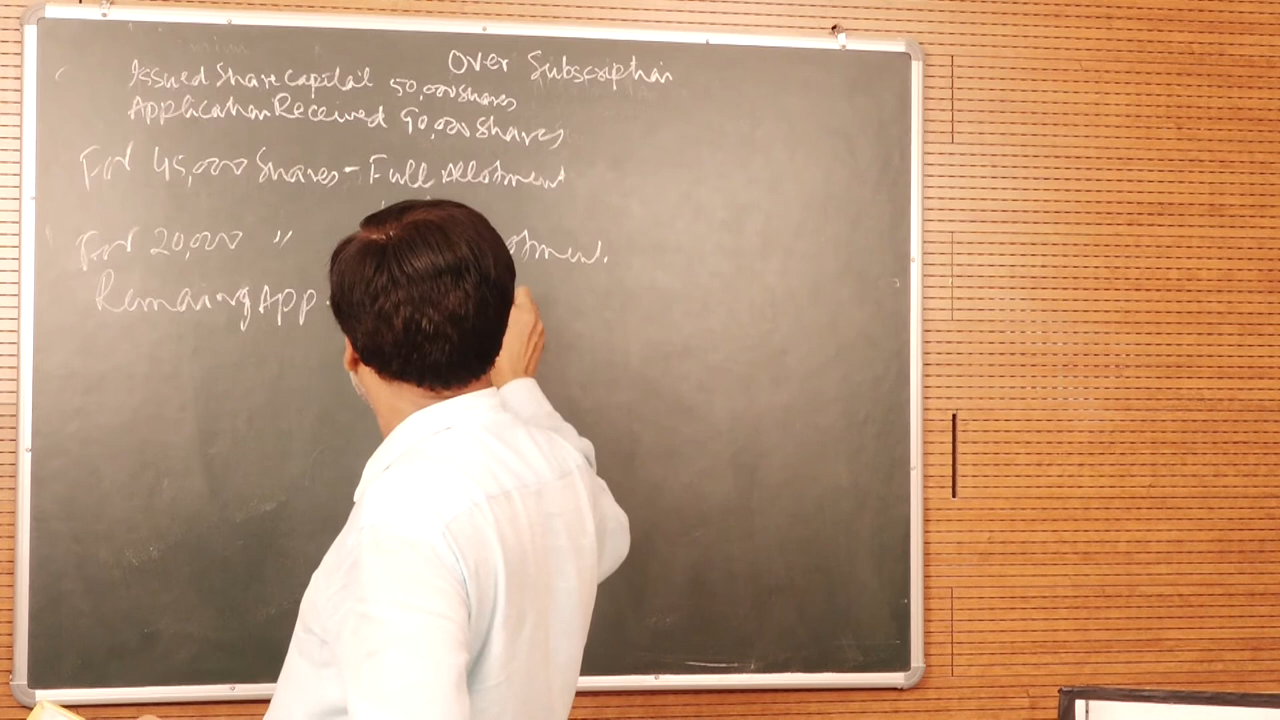 Over Subscription
Issued Share Capital 50,000 shares
Application Received 90,000 Shares
For 45,000 Shares - Full Allotment
For 20,000 "
Remaining App